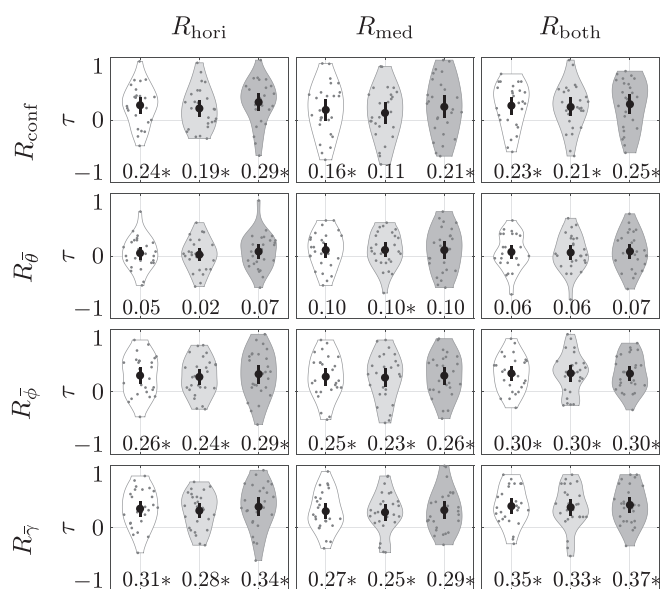 R_hori R_med R_both
R_conf τ 1 0 −1
0.24* 0.19* 0.29* 0.16* 0.11 0.21* 0.23* 0.21* 0.25*
R_θ̄ τ 1 0 −1
0.05 0.02 0.07 0.10 0.10* 0.10 0.06 0.06 0.07
R_φ̄ τ 1 0 −1
0.26* 0.24* 0.29* 0.25* 0.23* 0.26* 0.30* 0.30* 0.30*
R_γ̄ τ 1 0 −1
0.31* 0.28* 0.34* 0.27* 0.25* 0.29* 0.35* 0.33* 0.37*